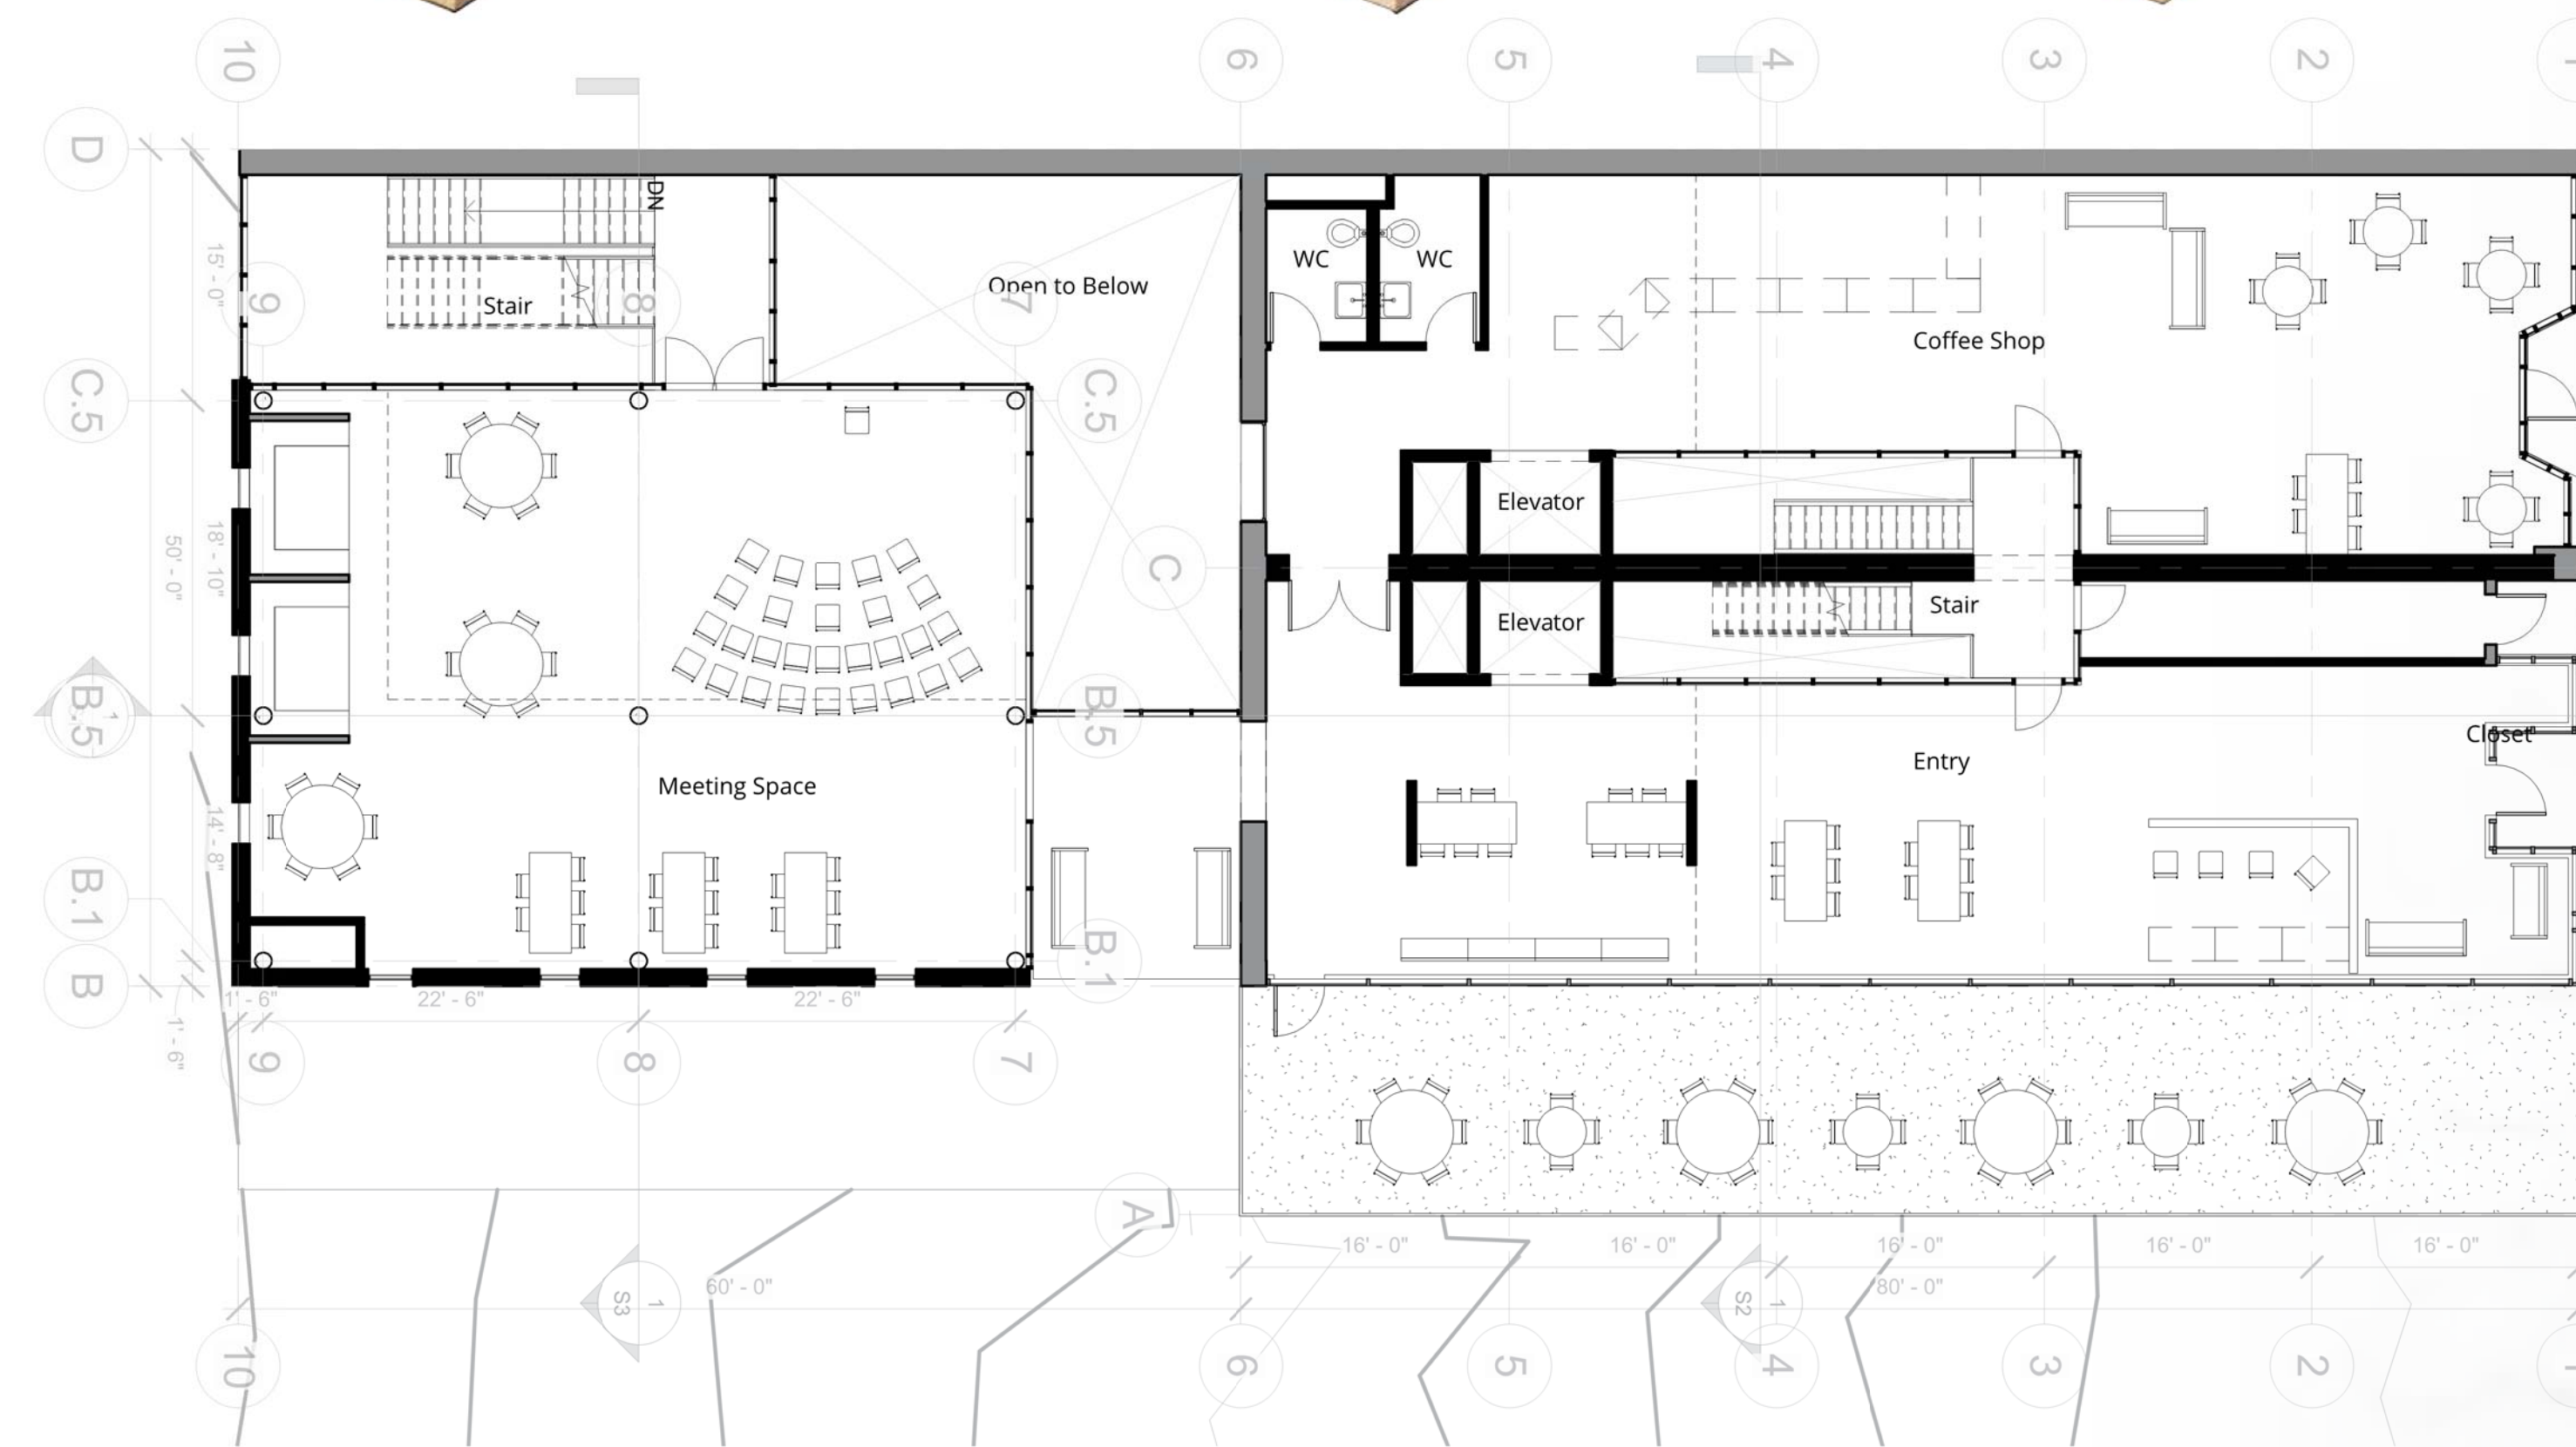 10
6
5
4
3
2
D
DN
15' - 0"
9
Stair
8
Open to Below
7
WC
WC
Coffee Shop
C.5
C.5
50' - 0"
18' - 10"
C
Elevator
Elevator
Stair
B.5
1
B.5
Closet
Entry
Meeting Space
14' - 8"
B.1
B.1
B
1' - 6"
22' - 6"
22' - 6"
1' - 6"
9
8
7
A
16' - 0"
16' - 0"
16' - 0"
16' - 0"
16' - 0"
60' - 0"
80' - 0"
1
S3
1
S2
10
6
5
4
3
2